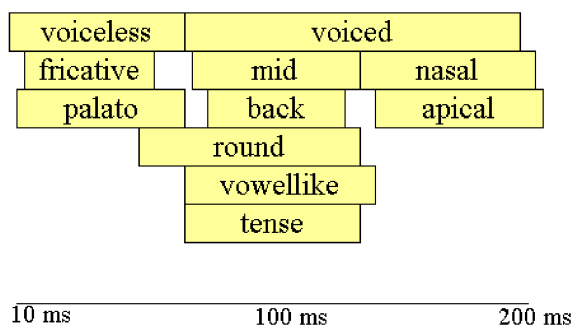 voiceless voiced
fricative mid nasal
palato back apical
round
vowellike
tense
10 ms 100 ms 200 ms